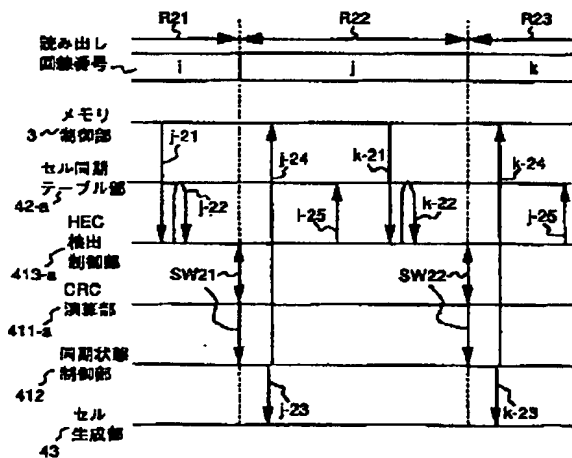 R21 R22 R23
読み出し
回線番号 i j k
メモリ
3 制御部
j-21 j-24 k-21 k-24
セル同期
テーブル部
42-a
j-22 i-25 k-22 j-25
HEC
検出
制御部
413-a
SW21 SW22
CRC
演算部
411-a
同期状態
制御部
412
j-23 k-23
セル
生成部
43